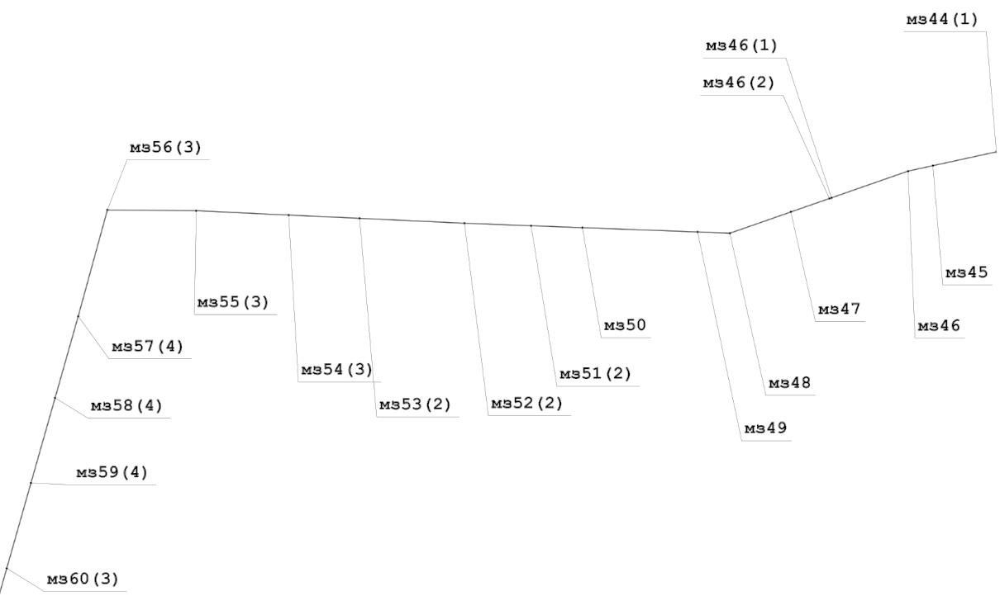 мз44(1)
мз46(1)
мз46(2)
мз56(3)
мз45
мз55(3)
мз47
мз50
мз46
мз57(4)
мз54(3)
мз51(2)
мз48
мз58(4)
мз53(2)
мз52(2)
мз49
мз59(4)
мз60(3)